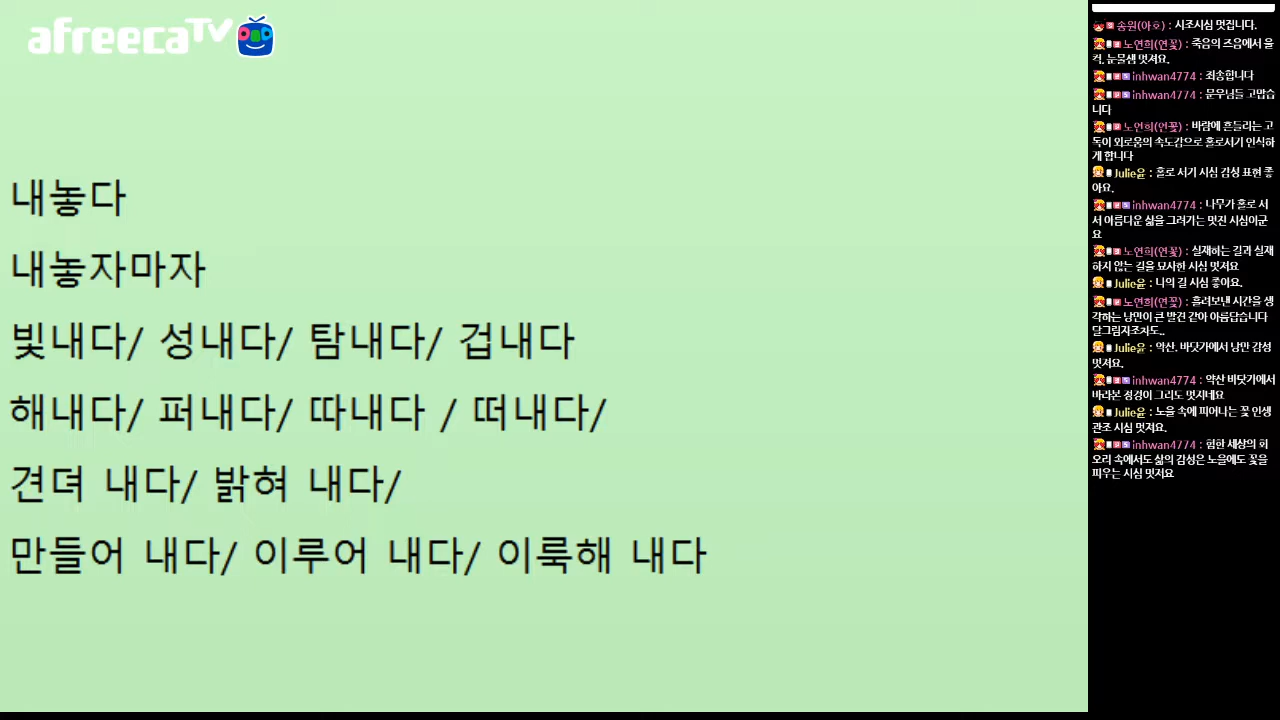 afreecaTV
내놓다
내놓자마자
빛내다/ 성내다/ 탐내다/ 겁내다
해내다/ 퍼내다/ 따내다 / 떠내다/
견뎌 내다/ 밝혀 내다/
만들어 내다/ 이루어 내다/ 이룩해 내다
송원(아호) : 시조시심 멋집니다.
노연희(연꽃) : 죽음의 즈음에서 울
컥. 눈물샘 멋져요.
inhwan4774 : 죄송합니다
inhwan4774 : 문우님들 고맙습
니다
노연희(연꽃) : 바람에 흔들리는 고
독이 외로움의 속도감으로 홀로서기 인식하
게 합니다
Julie윤 : 홀로 서기 시심 감성 표현 좋
아요.
inhwan4774 : 나무가 홀로 서
서 아름다운 삶을 그려가는 멋진 시심이군
요
노연희(연꽃) : 실재하는 길과 실재
하지 않는 길을 묘사한 시심 멋져요
Julie윤 : 나의 길 시심 좋아요.
노연희(연꽃) : 흘려보낸 시간을 생
각하는 낭만이 큰 발견 같아 아름답습니다
달그림자조차도..
Julie윤 : 약산. 바닷가에서 낭만 감성
멋져요.
inhwan4774 : 약산 바닷가에서
바라본 정경이 그리도 멋지네요
Julie윤 : 노을 속에 피어나는 꽃 인생
관조 시심 멋져요.
inhwan4774 : 험한 세상의 회
오리 속에서도 삶의 감성은 노을에도 꽃을
피우는 시심 멋져요